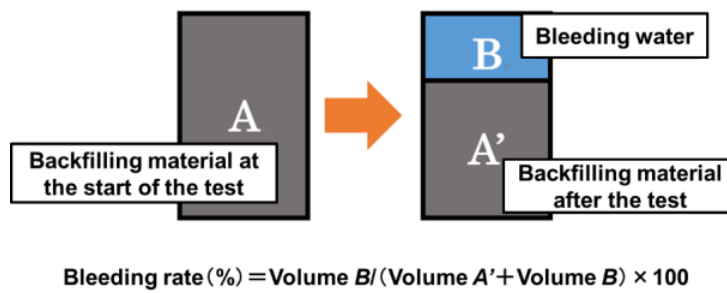 Bleeding water
B
A
A’
Backfilling material at
the start of the test
Backfilling material
after the test
Bleeding rate(%)＝Volume B/(Volume A’+Volume B) × 100